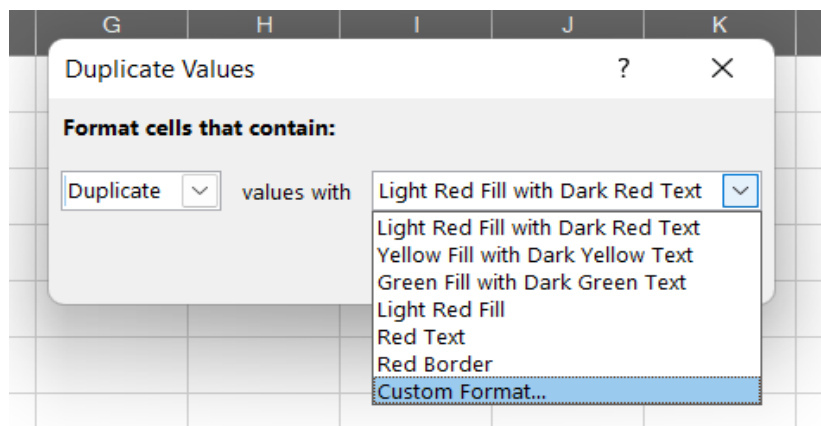 G H I J K
Duplicate Values ?
Format cells that contain:
Duplicate values with Light Red Fill with Dark Red Text
Light Red Fill with Dark Red Text
Yellow Fill with Dark Yellow Text
Green Fill with Dark Green Text
Light Red Fill
Red Text
Red Border
Custom Format...